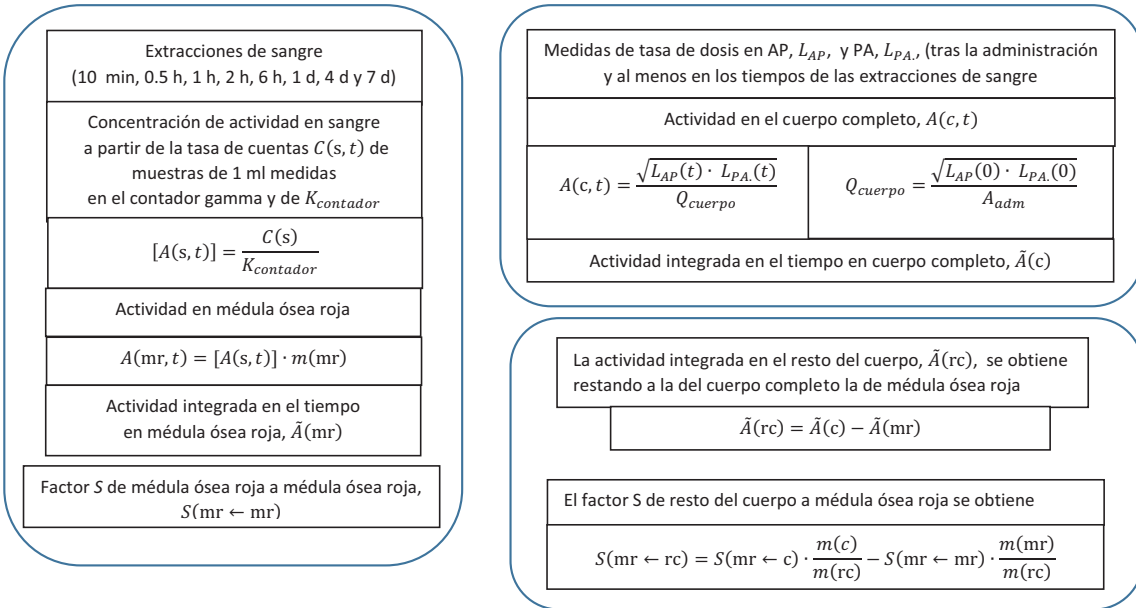 Extracciones de sangre
(10 min, 0.5 h, 1 h, 2 h, 6 h, 1 d, 4 d y 7 d)
Concentración de actividad en sangre
a partir de la tasa de cuentas C(s, t) de
muestras de 1 ml medidas
en el contador gamma y de K_contador
[A(s, t)] = C(s) / K_contador
Actividad en médula ósea roja
A(mr, t) = [A(s, t)] · m(mr)
Actividad integrada en el tiempo
en médula ósea roja, Ã(mr)
Factor S de médula ósea roja a médula ósea roja,
S(mr ← mr)
Medidas de tasa de dosis en AP, L_AP, y PA, L_PA., (tras la administración
y al menos en los tiempos de las extracciones de sangre
Actividad en el cuerpo completo, A(c, t)
A(c, t) = √(L_AP(t) · L_PA.(t)) / Q_cuerpo
Q_cuerpo = √(L_AP(0) · L_PA.(0)) / A_adm
Actividad integrada en el tiempo en cuerpo completo, Ã(c)
La actividad integrada en el resto del cuerpo, Ã(rc), se obtiene
restando a la del cuerpo completo la de médula ósea roja
Ã(rc) = Ã(c) − Ã(mr)
El factor S de resto del cuerpo a médula ósea roja se obtiene
S(mr ← rc) = S(mr ← c) · m(c) / m(rc) − S(mr ← mr) · m(mr) / m(rc)